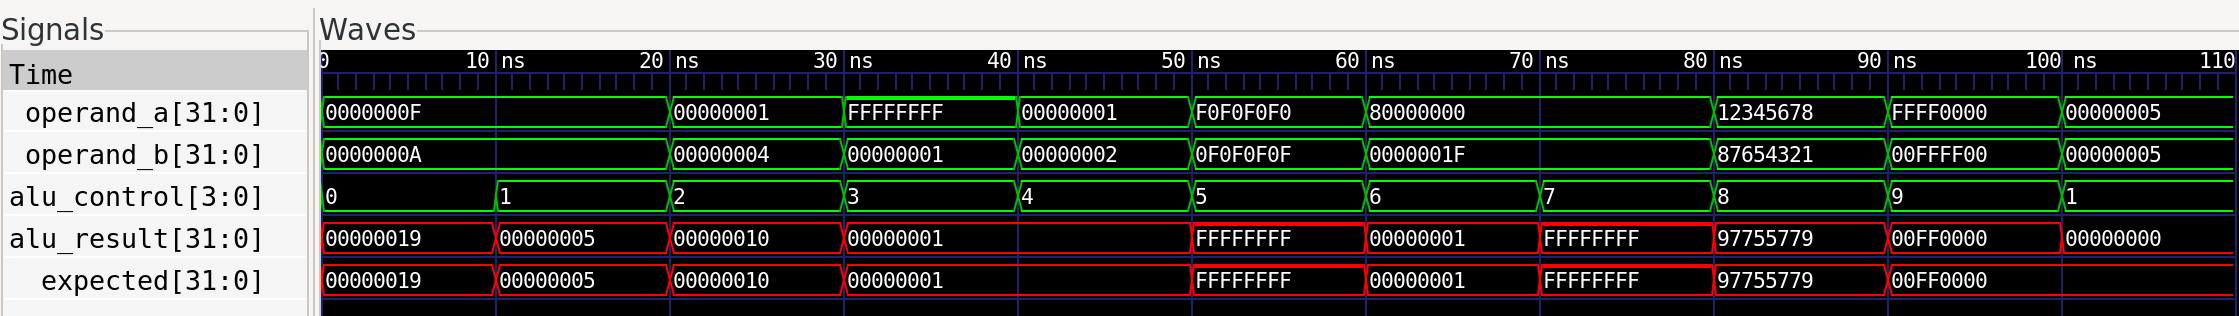 Signals Waves
Time 0 10 ns 20 ns 30 ns 40 ns 50 ns 60 ns 70 ns 80 ns 90 ns 100 ns 110
operand_a[31:0] 0000000F 00000001 FFFFFFFF 00000001 F0F0F0F0 80000000 12345678 FFFF0000 00000005
operand_b[31:0] 0000000A 00000004 00000001 00000002 0F0F0F0F 0000001F 87654321 00FFFF00 00000005
alu_control[3:0] 0 1 2 3 4 5 6 7 8 9 1
alu_result[31:0] 00000019 00000005 00000010 00000001 FFFFFFFF 00000001 FFFFFFFF 97755779 00FF0000 00000000
expected[31:0] 00000019 00000005 00000010 00000001 FFFFFFFF 00000001 FFFFFFFF 97755779 00FF0000